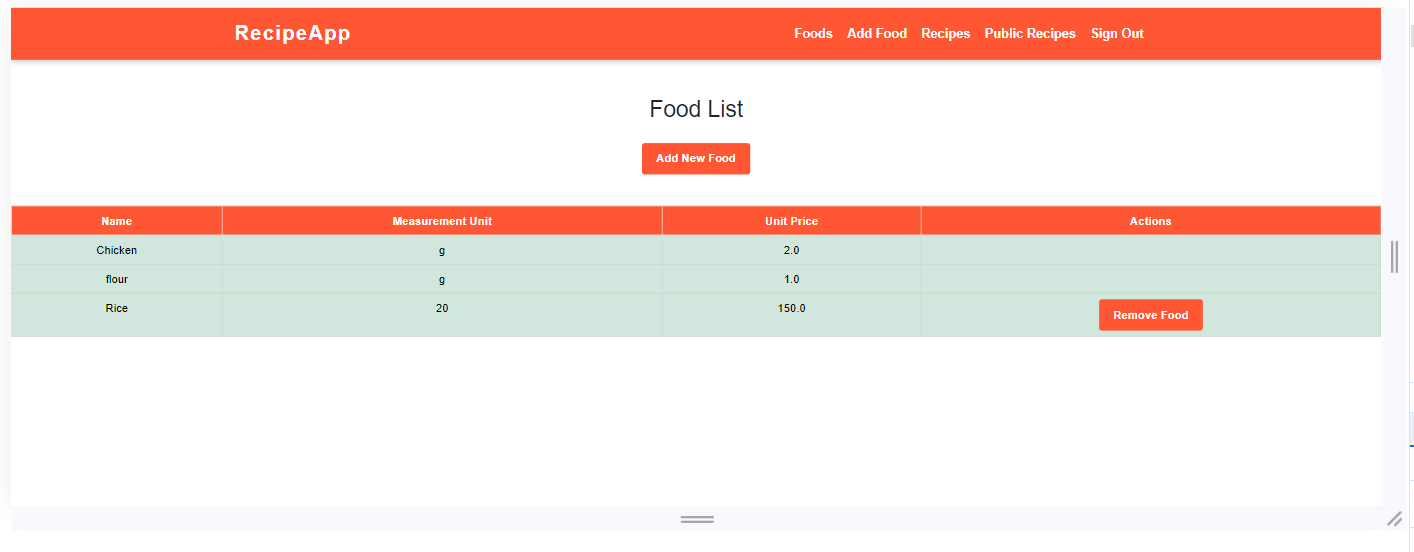 RecipeApp Foods Add Food Recipes Public Recipes Sign Out
Food List
Add New Food
Name Measurement Unit Unit Price Actions
Chicken g 2.0
flour g 1.0
Rice 20 150.0 Remove Food